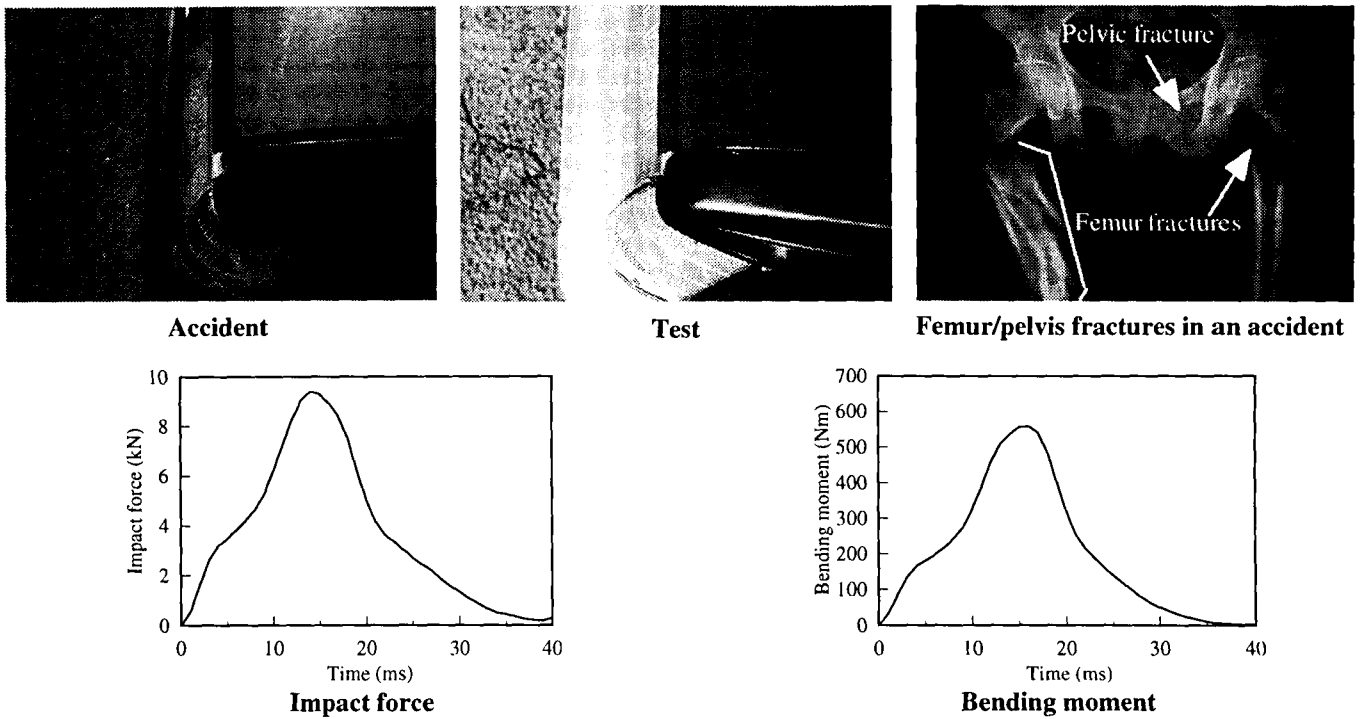 Pelvic fracture
Femur fractures
Accident
Test
Femur/pelvis fractures in an accident
10
8
6
4
2
0
Impact force (kN)
0 10 20 30 40
Time (ms)
Impact force
700
600
500
400
300
200
100
0
Bending moment (Nm)
0 10 20 30 40
Time (ms)
Bending moment